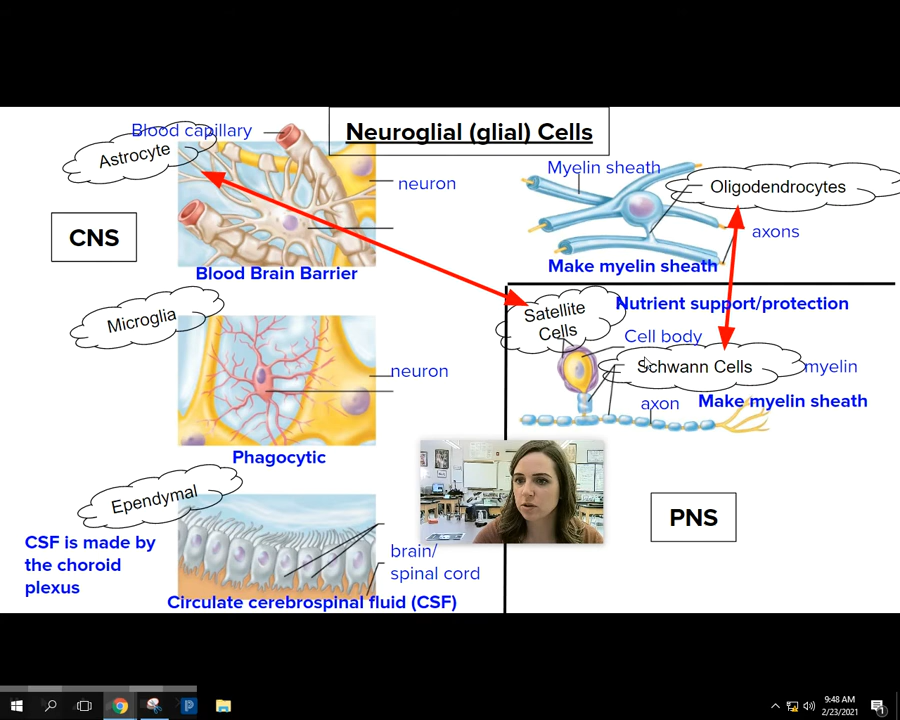 Neuroglial (glial) Cells
Blood capillary
Astrocyte
neuron
CNS
Blood Brain Barrier
Microglia
neuron
Phagocytic
Ependymal
CSF is made by
the choroid
plexus
brain/
spinal cord
Circulate cerebrospinal fluid (CSF)
Myelin sheath
Oligodendrocytes
axons
Make myelin sheath
Nutrient support/protection
Satellite
Cells
Cell body
Schwann Cells
myelin
axon
Make myelin sheath
PNS
9:48 AM
2/23/2021
1